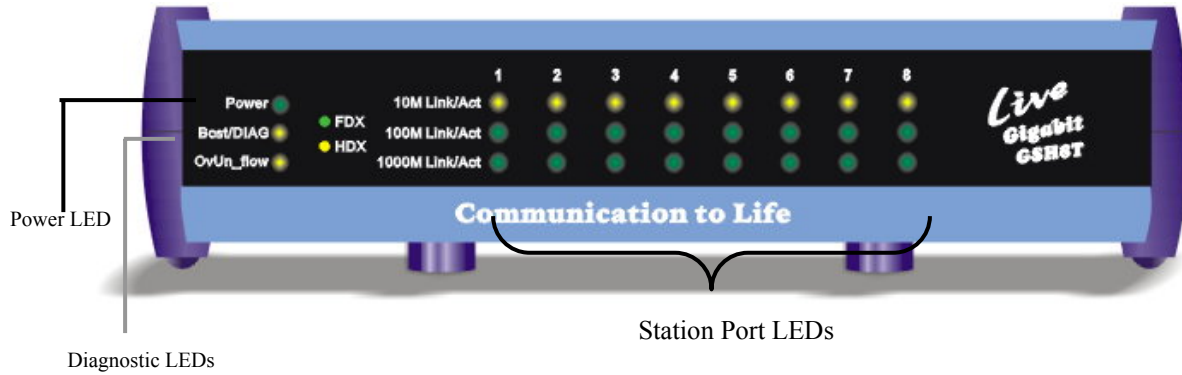 1 2 3 4 5 6 7 8
Power
10M Link/Act
FDX
Bost/DIAG
100M Link/Act
HDX
OvUn_flow
1000M Link/Act
Live
Gigabit
GSH8T
Communication to Life
Power LED
Station Port LEDs
Diagnostic LEDs